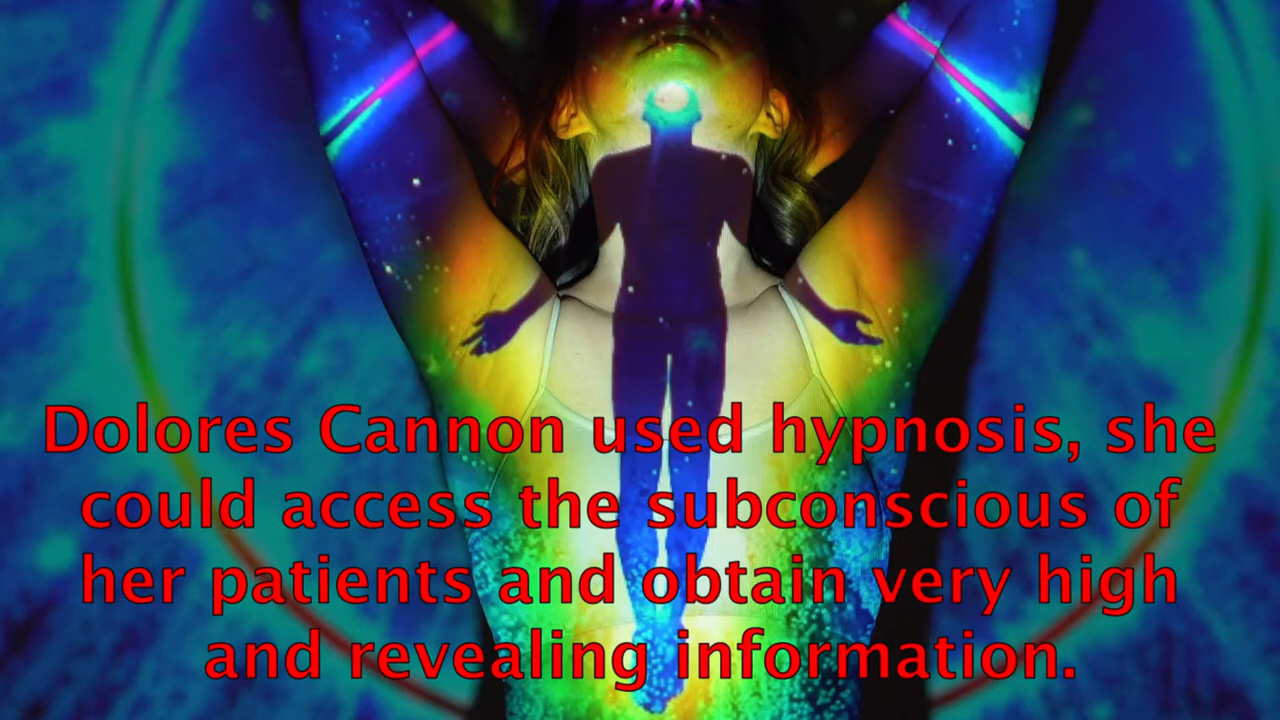 Dolores Cannon used hypnosis, she
could access the subconscious of
her patients and obtain very high
and revealing information.